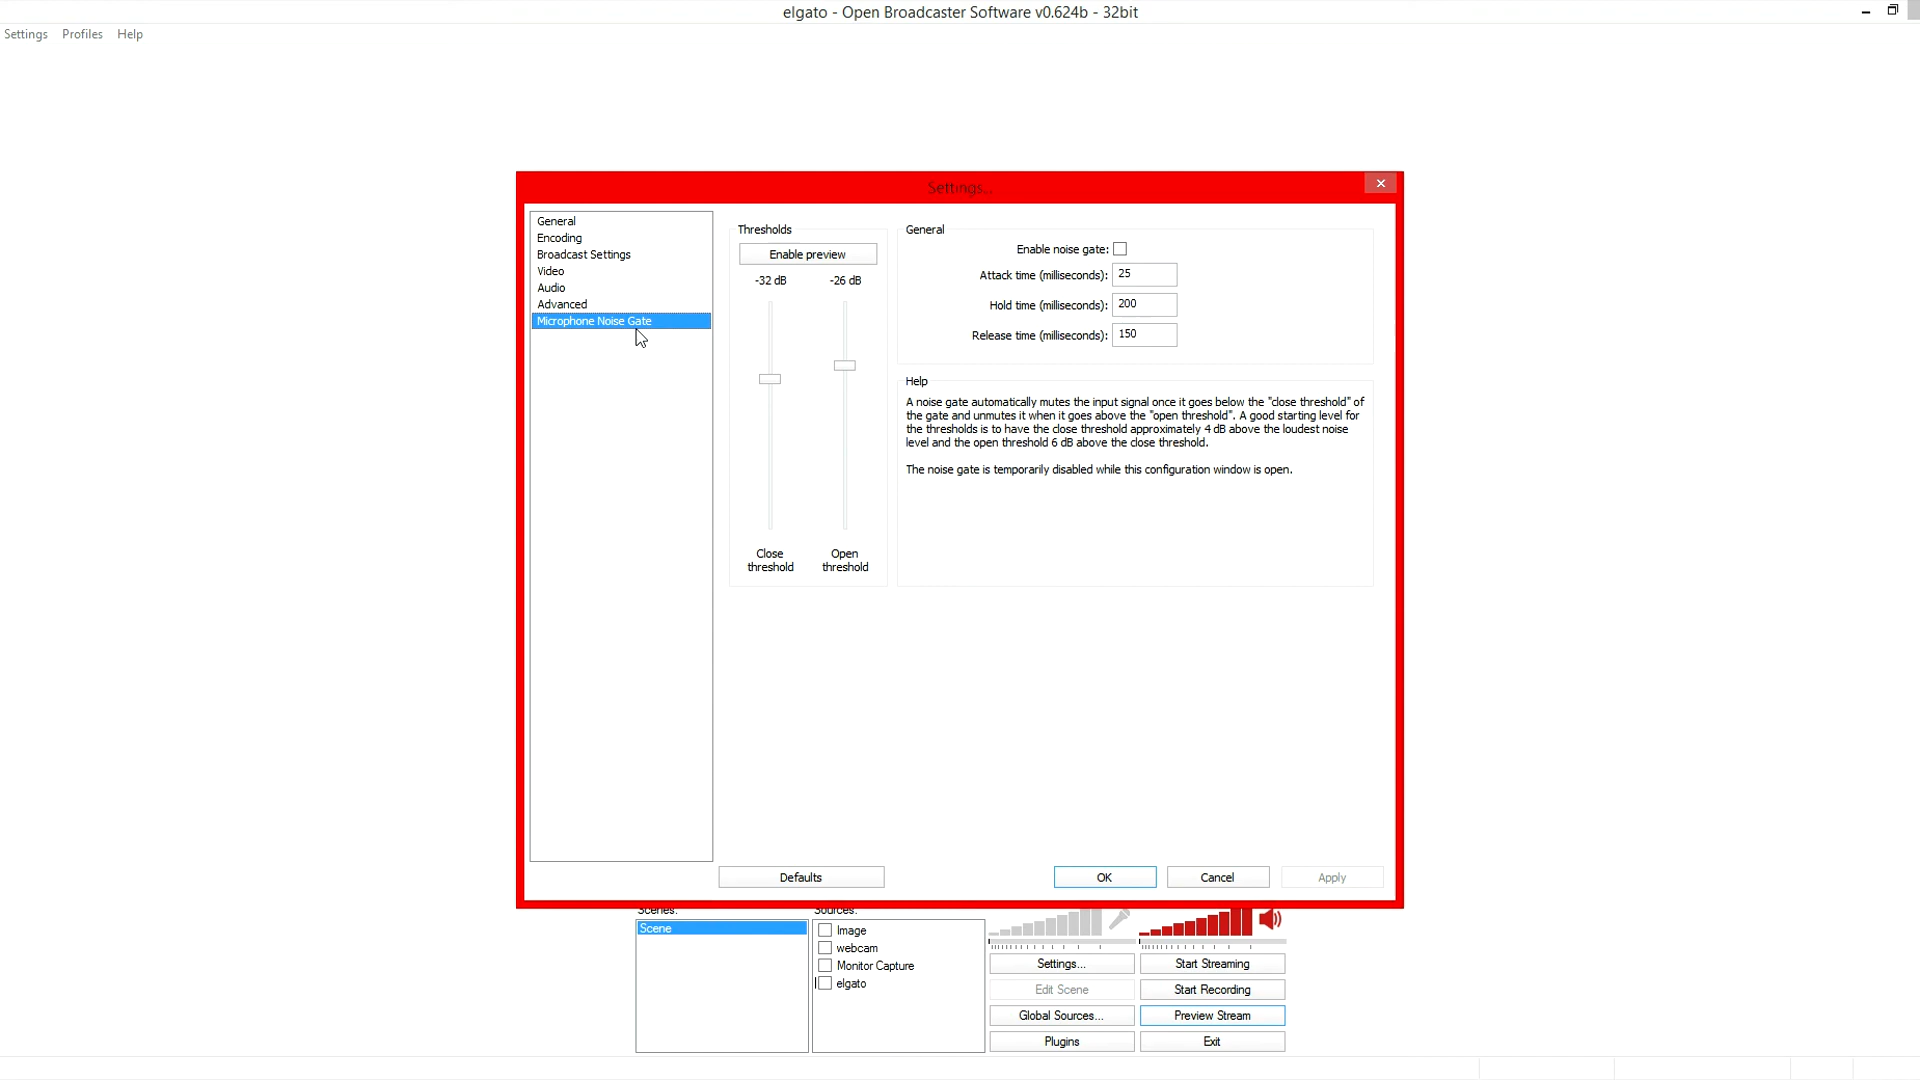 elgato - Open Broadcaster Software v0.624b - 32bit
Settings Profiles Help
Settings...
General
Encoding
Broadcast Settings
Video
Audio
Advanced
Microphone Noise Gate
Thresholds
Enable preview
-32 dB -26 dB
Close threshold
Open threshold
General
Enable noise gate:
Attack time (milliseconds): 25
Hold time (milliseconds): 200
Release time (milliseconds): 150
Help
A noise gate automatically mutes the input signal once it goes below the "close threshold" of
the gate and unmutes it when it goes above the "open threshold". A good starting level for
the thresholds is to have the close threshold approximately 4 dB above the loudest noise
level and the open threshold 6 dB above the close threshold.
The noise gate is temporarily disabled while this configuration window is open.
Defaults OK Cancel Apply
Scenes:
Scene
Sources:
Image
webcam
Monitor Capture
elgato
Settings... Start Streaming
Edit Scene Start Recording
Global Sources... Preview Stream
Plugins Exit